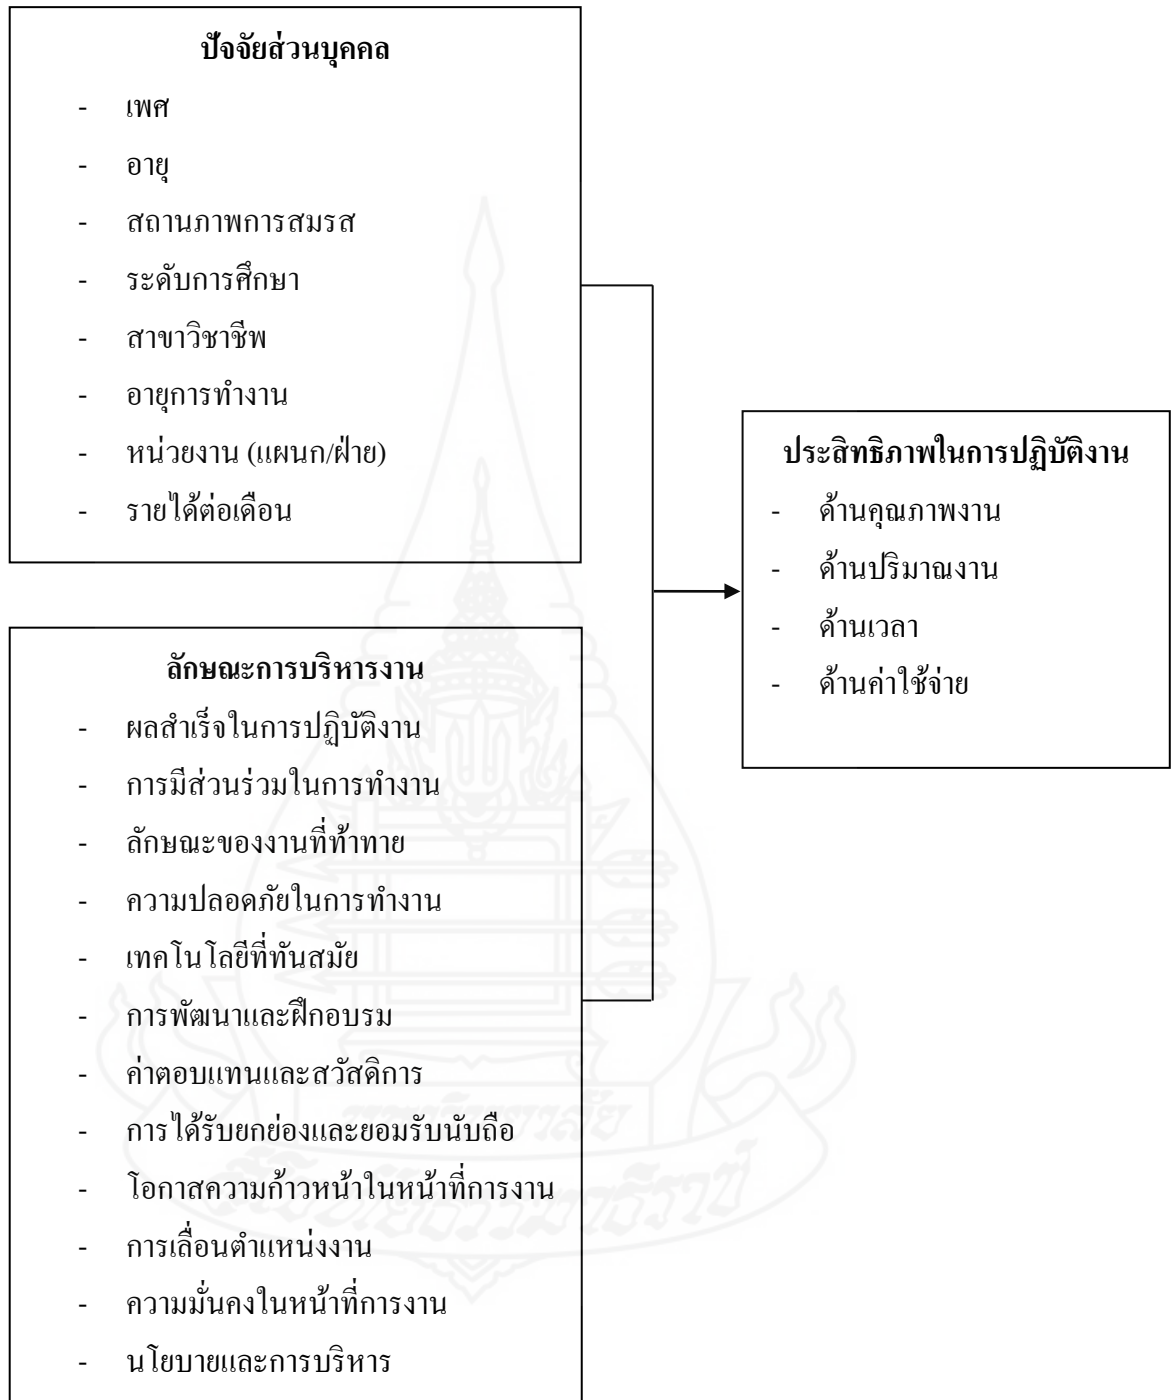 ปัจจัยส่วนบุคคล
- เพศ
- อายุ
- สถานภาพการสมรส
- ระดับการศึกษา
- สาขาวิชาชีพ
- อายุการทำงาน
- หน่วยงาน (แผนก/ฝ่าย)
- รายได้ต่อเดือน
ลักษณะการบริหารงาน
- ผลสำเร็จในการปฏิบัติงาน
- การมีส่วนร่วมในการทำงาน
- ลักษณะของงานที่ท้าทาย
- ความปลอดภัยในการทำงาน
- เทคโนโลยีที่ทันสมัย
- การพัฒนาและฝึกอบรม
- ค่าตอบแทนและสวัสดิการ
- การได้รับยกย่องและยอมรับนับถือ
- โอกาสความก้าวหน้าในหน้าที่การงาน
- การเลื่อนตำแหน่งงาน
- ความมั่นคงในหน้าที่การงาน
- นโยบายและการบริหาร
ประสิทธิภาพในการปฏิบัติงาน
- ด้านคุณภาพงาน
- ด้านปริมาณงาน
- ด้านเวลา
- ด้านค่าใช้จ่าย